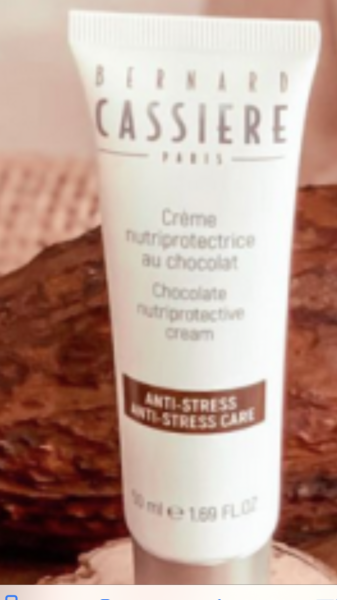 BERNARD
CASSIERE
PARIS
Crème
nutriprotectrice
au chocolat
Chocolate
nutriprotective
cream
ANTI-STRESS
ANTI-STRESS CARE
50 ml e 1.69 FL.OZ